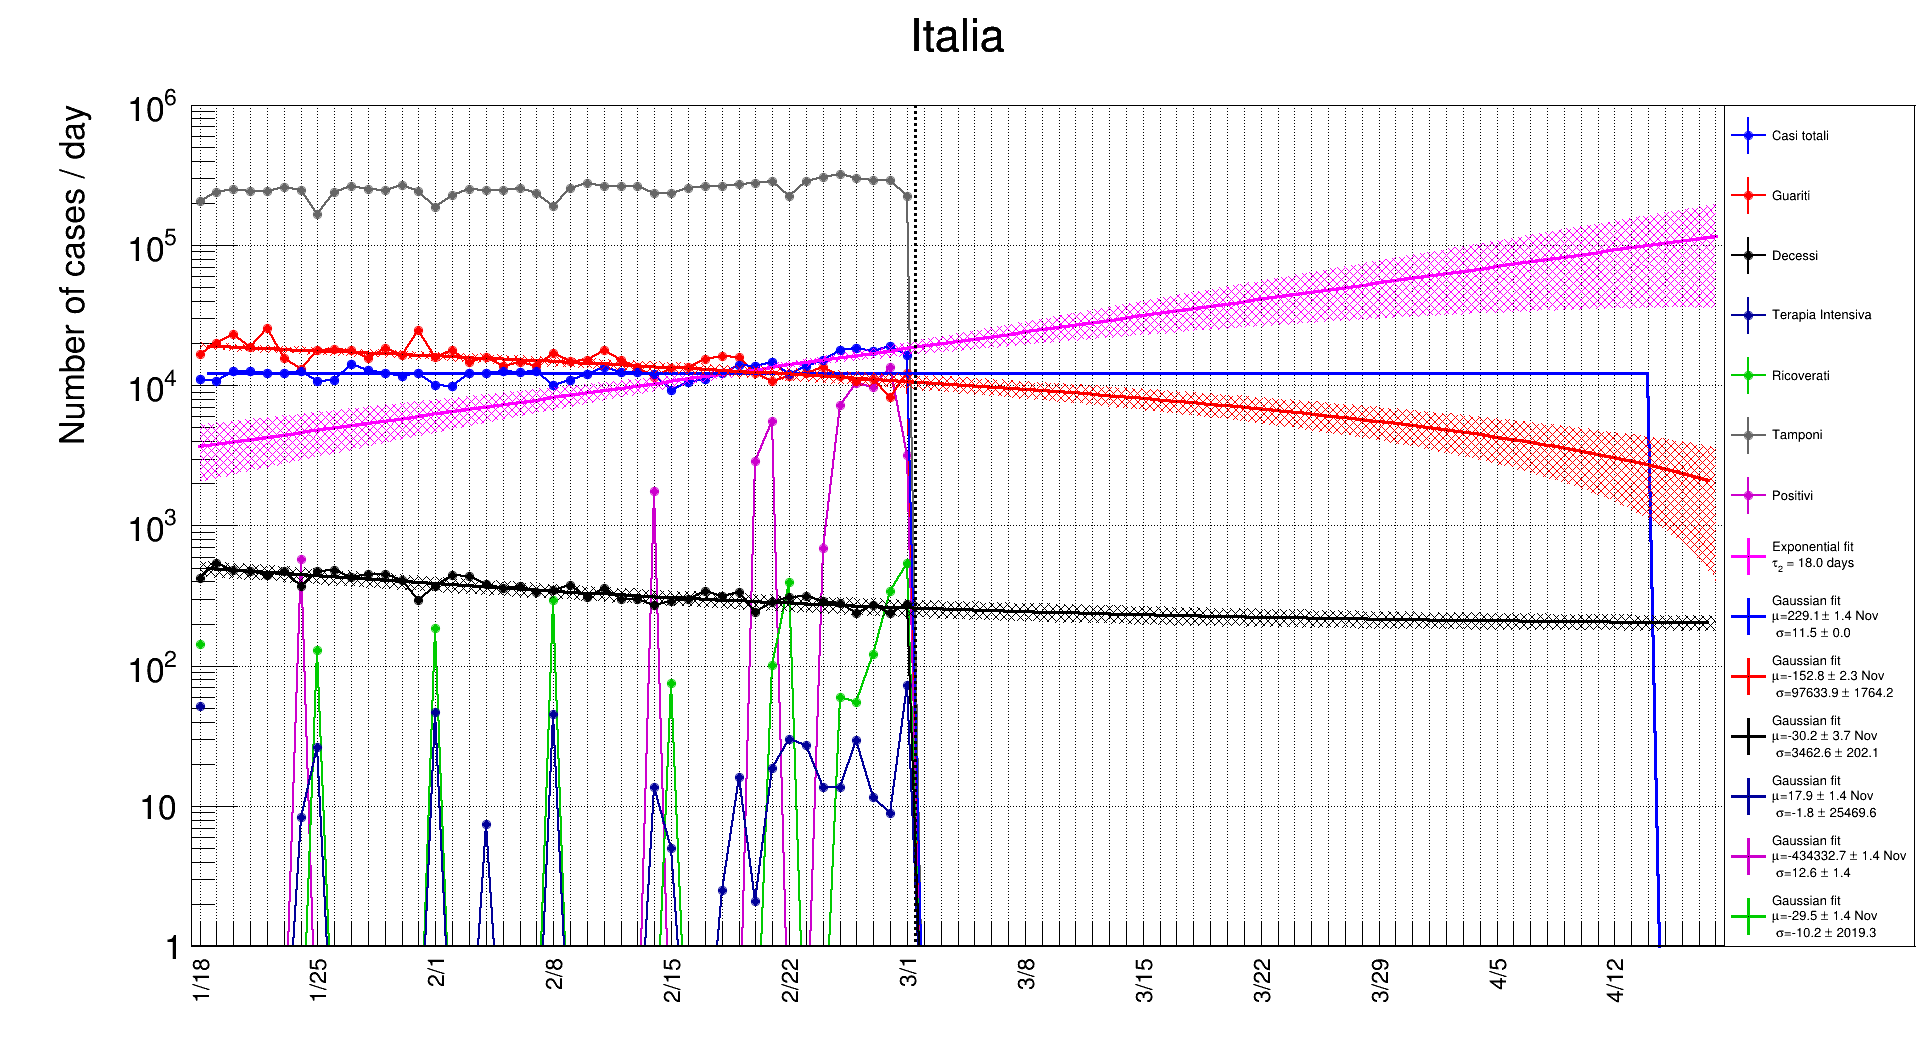 Italia
Number of cases / day
10^6
10^5
10^4
10^3
10^2
10
1
1/18
1/25
2/1
2/8
2/15
2/22
3/1
3/8
3/15
3/22
3/29
4/5
4/12
Casi totali
Guariti
Decessi
Terapia Intensiva
Ricoverati
Tamponi
Positivi
Exponential fit
τ₂ = 18.0 days
Gaussian fit
μ=229.1 ± 1.4 Nov
σ=11.5 ± 0.0
Gaussian fit
μ=-152.8 ± 2.3 Nov
σ=97633.9 ± 1764.2
Gaussian fit
μ=-30.2 ± 3.7 Nov
σ=3462.6 ± 202.1
Gaussian fit
μ=17.9 ± 1.4 Nov
σ=-1.8 ± 25469.6
Gaussian fit
μ=-434332.7 ± 1.4 Nov
σ=12.6 ± 1.4
Gaussian fit
μ=-29.5 ± 1.4 Nov
σ=-10.2 ± 2019.3